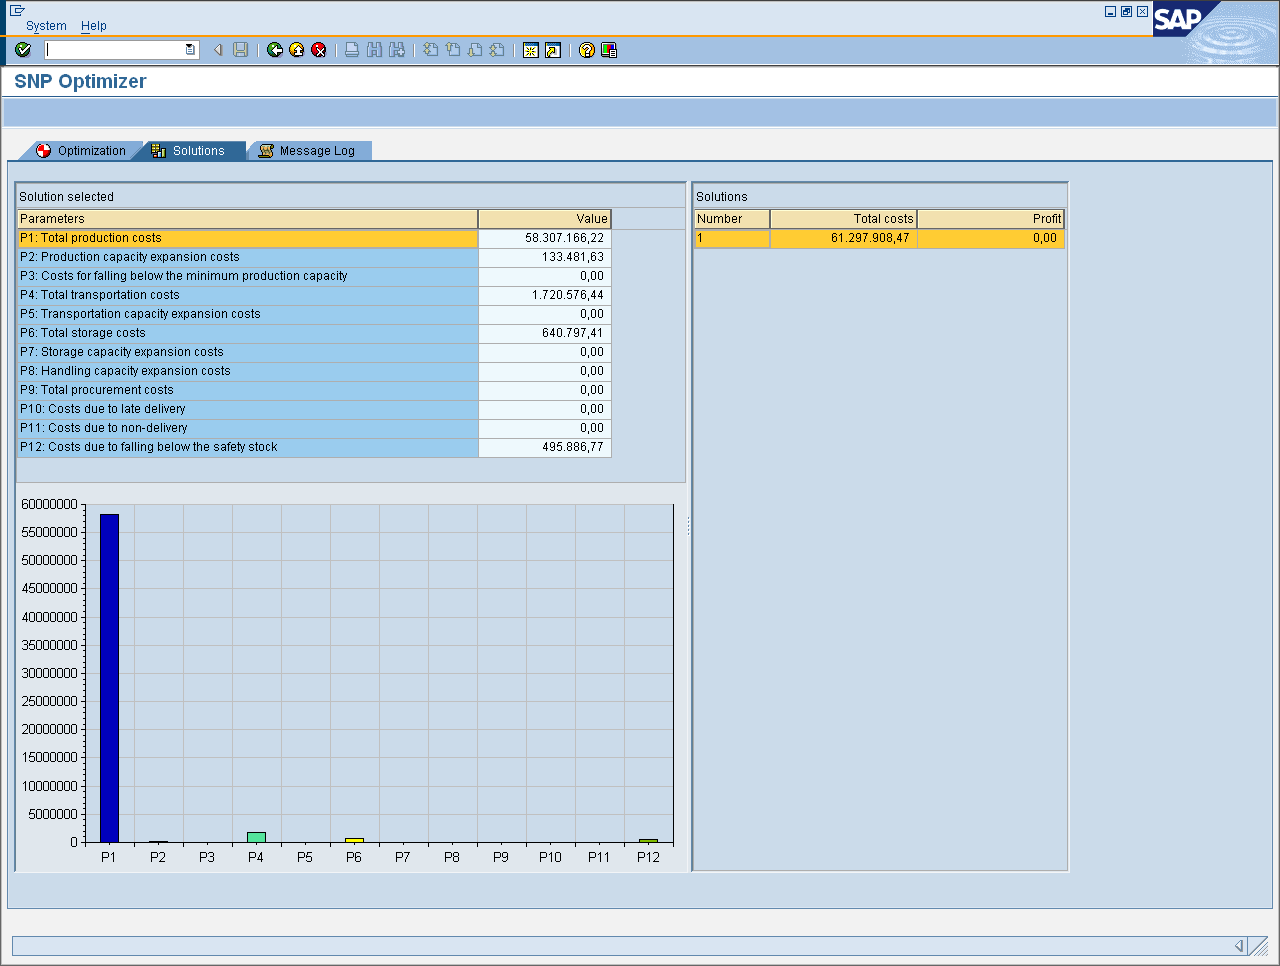 System Help
SAP
SNP Optimizer
Optimization Solutions Message Log
Solution selected
Parameters Value
P1: Total production costs 58.307.166,22
P2: Production capacity expansion costs 133.481,63
P3: Costs for falling below the minimum production capacity 0,00
P4: Total transportation costs 1.720.576,44
P5: Transportation capacity expansion costs 0,00
P6: Total storage costs 640.797,41
P7: Storage capacity expansion costs 0,00
P8: Handling capacity expansion costs 0,00
P9: Total procurement costs 0,00
P10: Costs due to late delivery 0,00
P11: Costs due to non-delivery 0,00
P12: Costs due to falling below the safety stock 495.886,77
Solutions
Number Total costs Profit
1 61.297.908,47 0,00
60000000
55000000
50000000
45000000
40000000
35000000
30000000
25000000
20000000
15000000
10000000
5000000
0
P1 P2 P3 P4 P5 P6 P7 P8 P9 P10 P11 P12